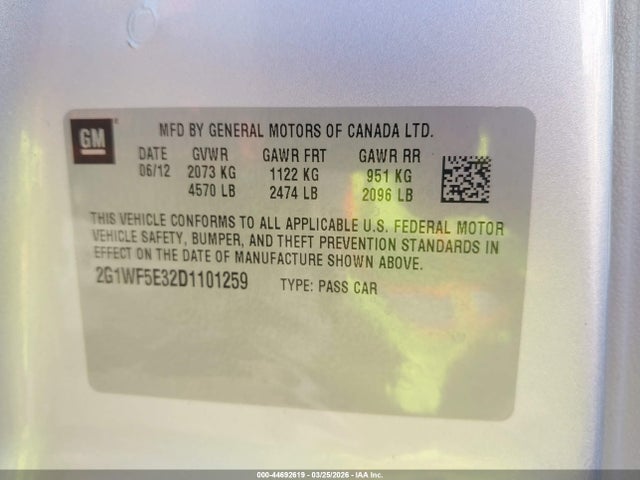 GM
MFD BY GENERAL MOTORS OF CANADA LTD.
DATE GVWR GAWR FRT GAWR RR
06/12 2073 KG 1122 KG 951 KG
4570 LB 2474 LB 2096 LB
THIS VEHICLE CONFORMS TO ALL APPLICABLE U.S. FEDERAL MOTOR
VEHICLE SAFETY, BUMPER, AND THEFT PREVENTION STANDARDS IN
EFFECT ON THE DATE OF MANUFACTURE SHOWN ABOVE.
2G1WF5E32D1101259 TYPE: PASS CAR
000-44692619 - 03/25/2026 - IAA Inc.